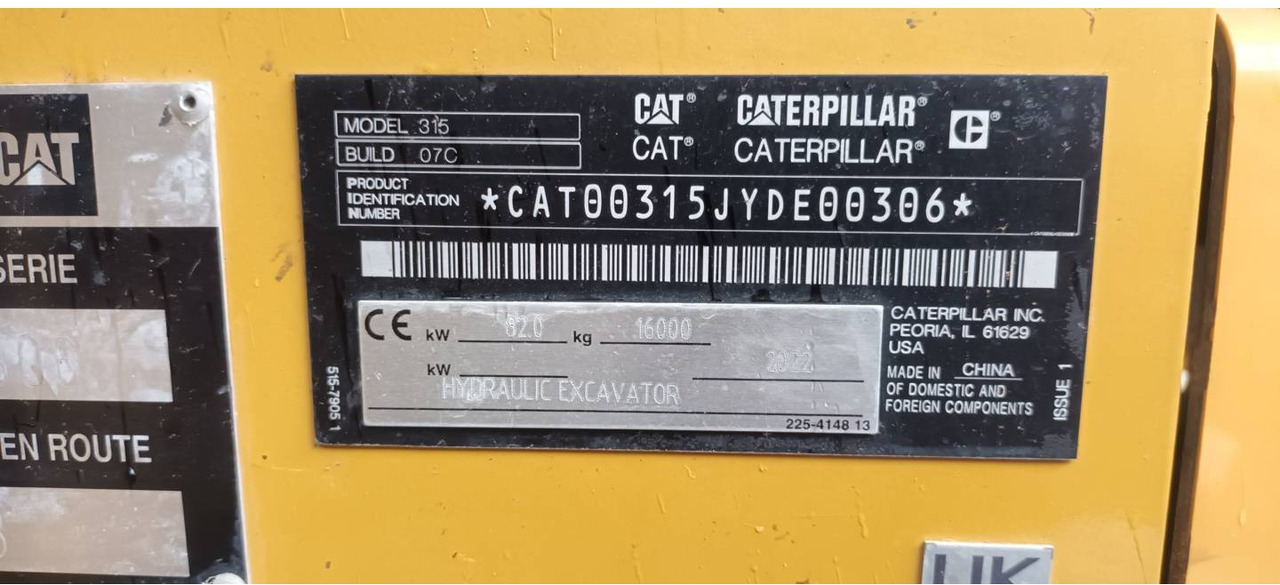 CAT
SERIE
EN ROUTE
CAT® CATERPILLAR®
CAT® CATERPILLAR®
MODEL 315
BUILD 07C
PRODUCT
IDENTIFICATION
NUMBER
*CAT00315JYDE00306*
CE kW 82.0 kg 16000
kW 2022
HYDRAULIC EXCAVATOR
225-4148 13
515-7905 1
CATERPILLAR INC.
PEORIA, IL 61629
USA
MADE IN CHINA
OF DOMESTIC AND
FOREIGN COMPONENTS
ISSUE 1
UK